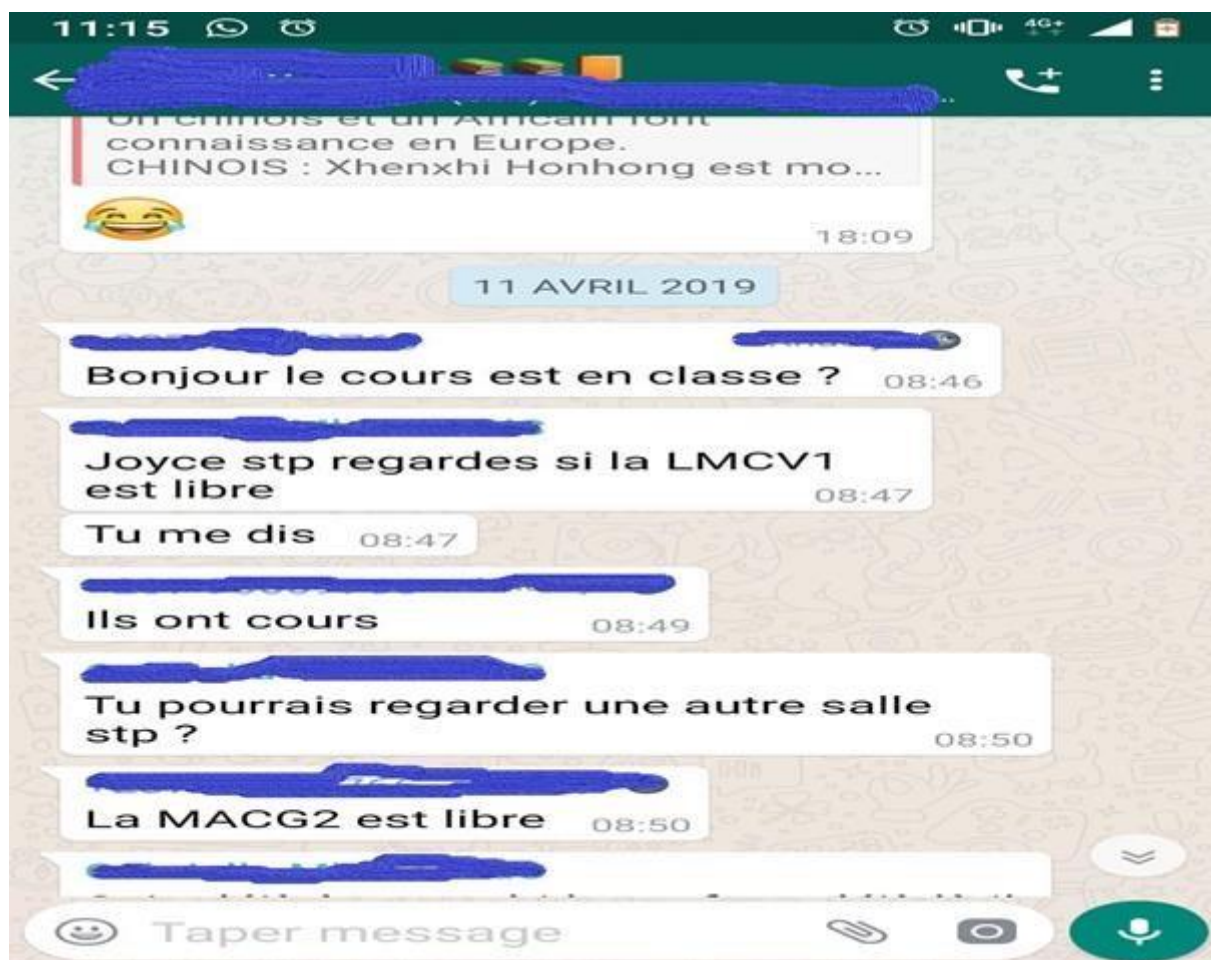 11:15
4G+
Un chinois et un Africain font
connaissance en Europe.
CHINOIS : Xhenxhi Honhong est mo...
18:09
11 AVRIL 2019
Bonjour le cours est en classe ? 08:46
Joyce stp regardes si la LMCV1
est libre 08:47
Tu me dis 08:47
Ils ont cours 08:49
Tu pourrais regarder une autre salle
stp ? 08:50
La MACG2 est libre 08:50
Taper message